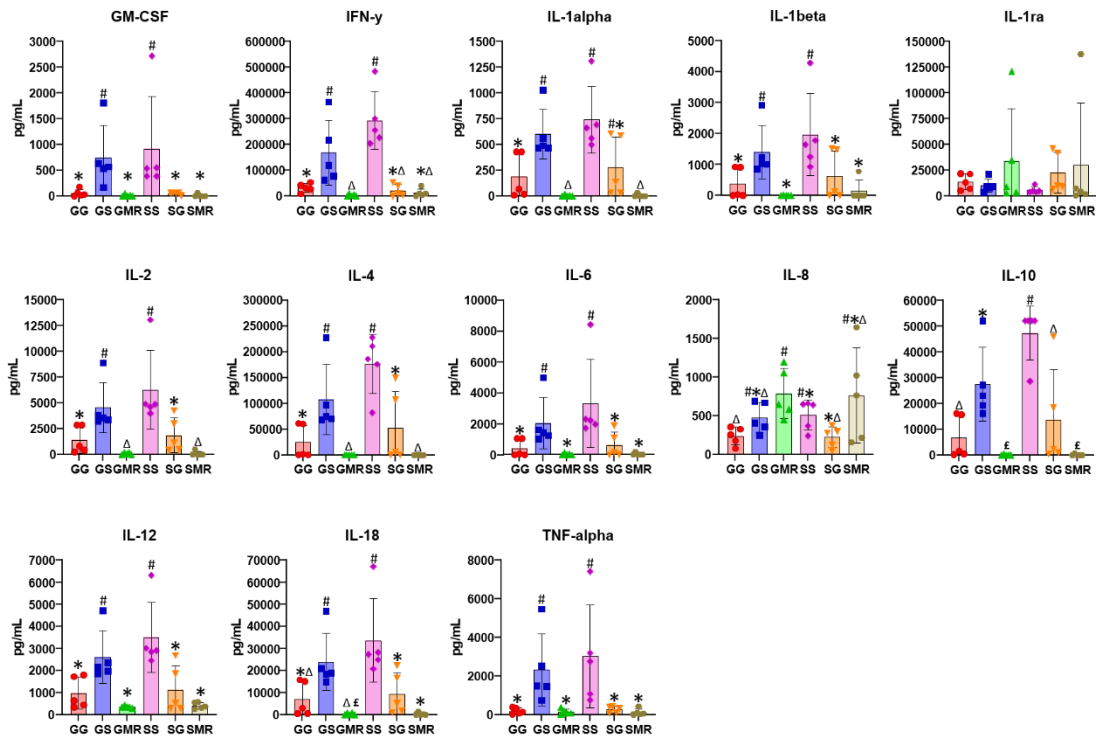 GM-CSF
3000
2500
2000
1500
1000
500
0
pg/mL
* # * # * *
GG GS GMR SS SG SMR
IFN-y
600000
500000
400000
300000
200000
100000
0
pg/mL
* # Δ # *Δ *Δ
GG GS GMR SS SG SMR
IL-1alpha
1500
1250
1000
750
500
250
0
pg/mL
* # Δ # #* Δ
GG GS GMR SS SG SMR
IL-1beta
5000
4000
3000
2000
1000
0
pg/mL
* # * # * *
GG GS GMR SS SG SMR
IL-1ra
150000
125000
100000
75000
50000
25000
0
pg/mL
GG GS GMR SS SG SMR
IL-2
15000
12500
10000
7500
5000
2500
0
pg/mL
* # Δ # * Δ
GG GS GMR SS SG SMR
IL-4
300000
250000
200000
150000
100000
50000
0
pg/mL
* # Δ # * Δ
GG GS GMR SS SG SMR
IL-6
10000
8000
6000
4000
2000
0
pg/mL
* # * # * *
GG GS GMR SS SG SMR
IL-8
2000
1500
1000
500
0
pg/mL
Δ #*Δ # #* *Δ #*Δ
GG GS GMR SS SG SMR
IL-10
60000
50000
40000
30000
20000
10000
0
pg/mL
Δ * £ # Δ £
GG GS GMR SS SG SMR
IL-12
7000
6000
5000
4000
3000
2000
1000
0
pg/mL
* # * # * *
GG GS GMR SS SG SMR
IL-18
70000
60000
50000
40000
30000
20000
10000
0
pg/mL
*Δ # Δ £ # * *
GG GS GMR SS SG SMR
TNF-alpha
8000
6000
4000
2000
0
pg/mL
* # * # * *
GG GS GMR SS SG SMR